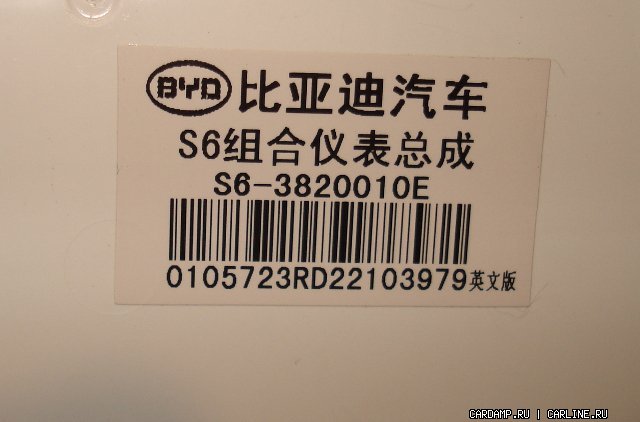 BYD 比亚迪汽车
S6组合仪表总成
S6-3820010E
0105723RD22103979英文版
CARDAMP.RU | CARLINE.RU